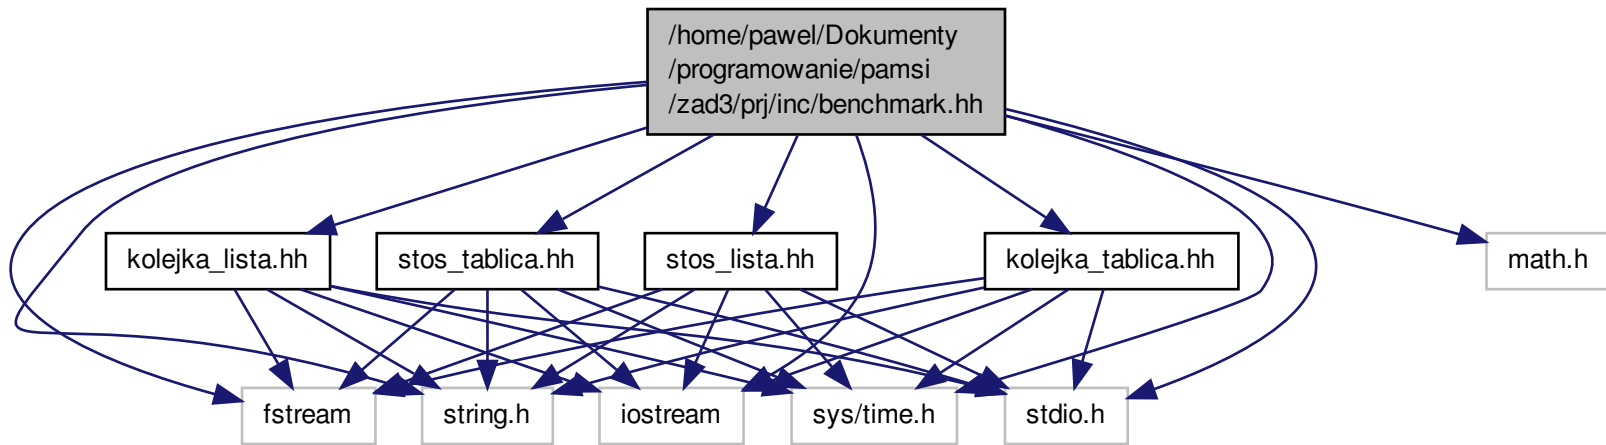 /home/pawel/Dokumenty
/programowanie/pamsi
/zad3/prj/inc/benchmark.hh
kolejka_lista.hh
stos_tablica.hh
stos_lista.hh
kolejka_tablica.hh
math.h
fstream
string.h
iostream
sys/time.h
stdio.h